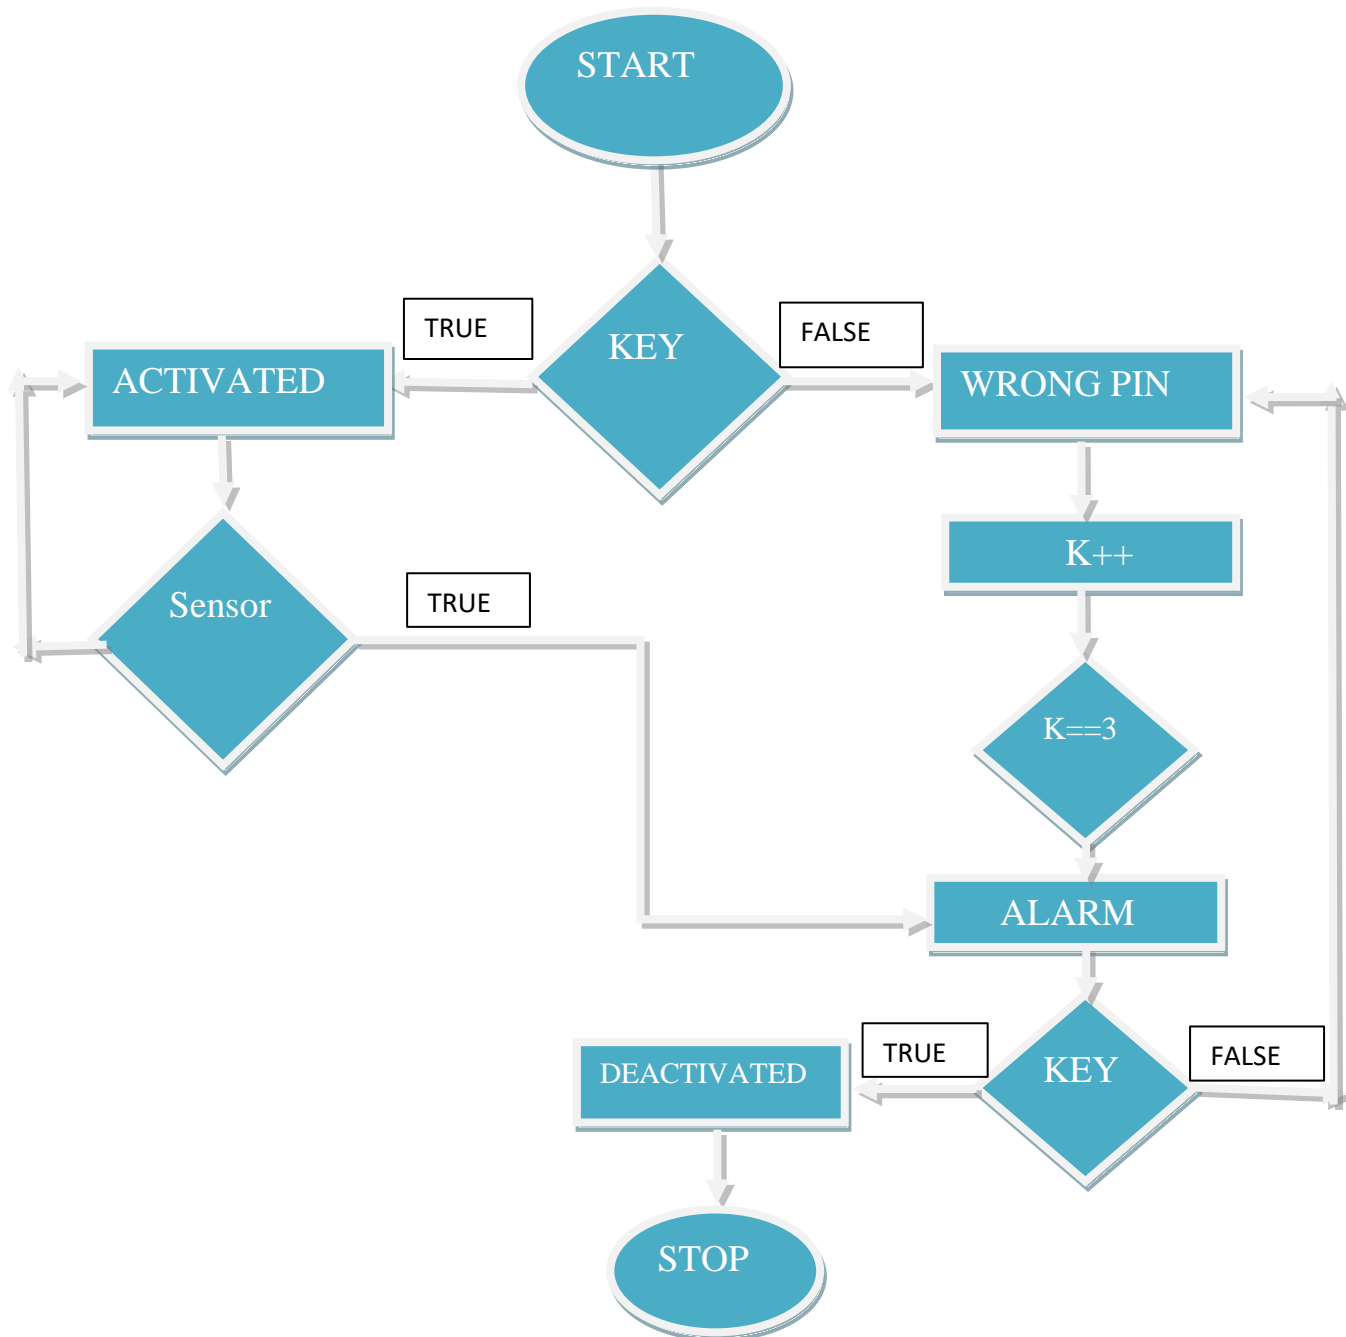 START
KEY
TRUE
FALSE
ACTIVATED
WRONG PIN
K++
Sensor
TRUE
K==3
ALARM
KEY
TRUE
FALSE
DEACTIVATED
STOP